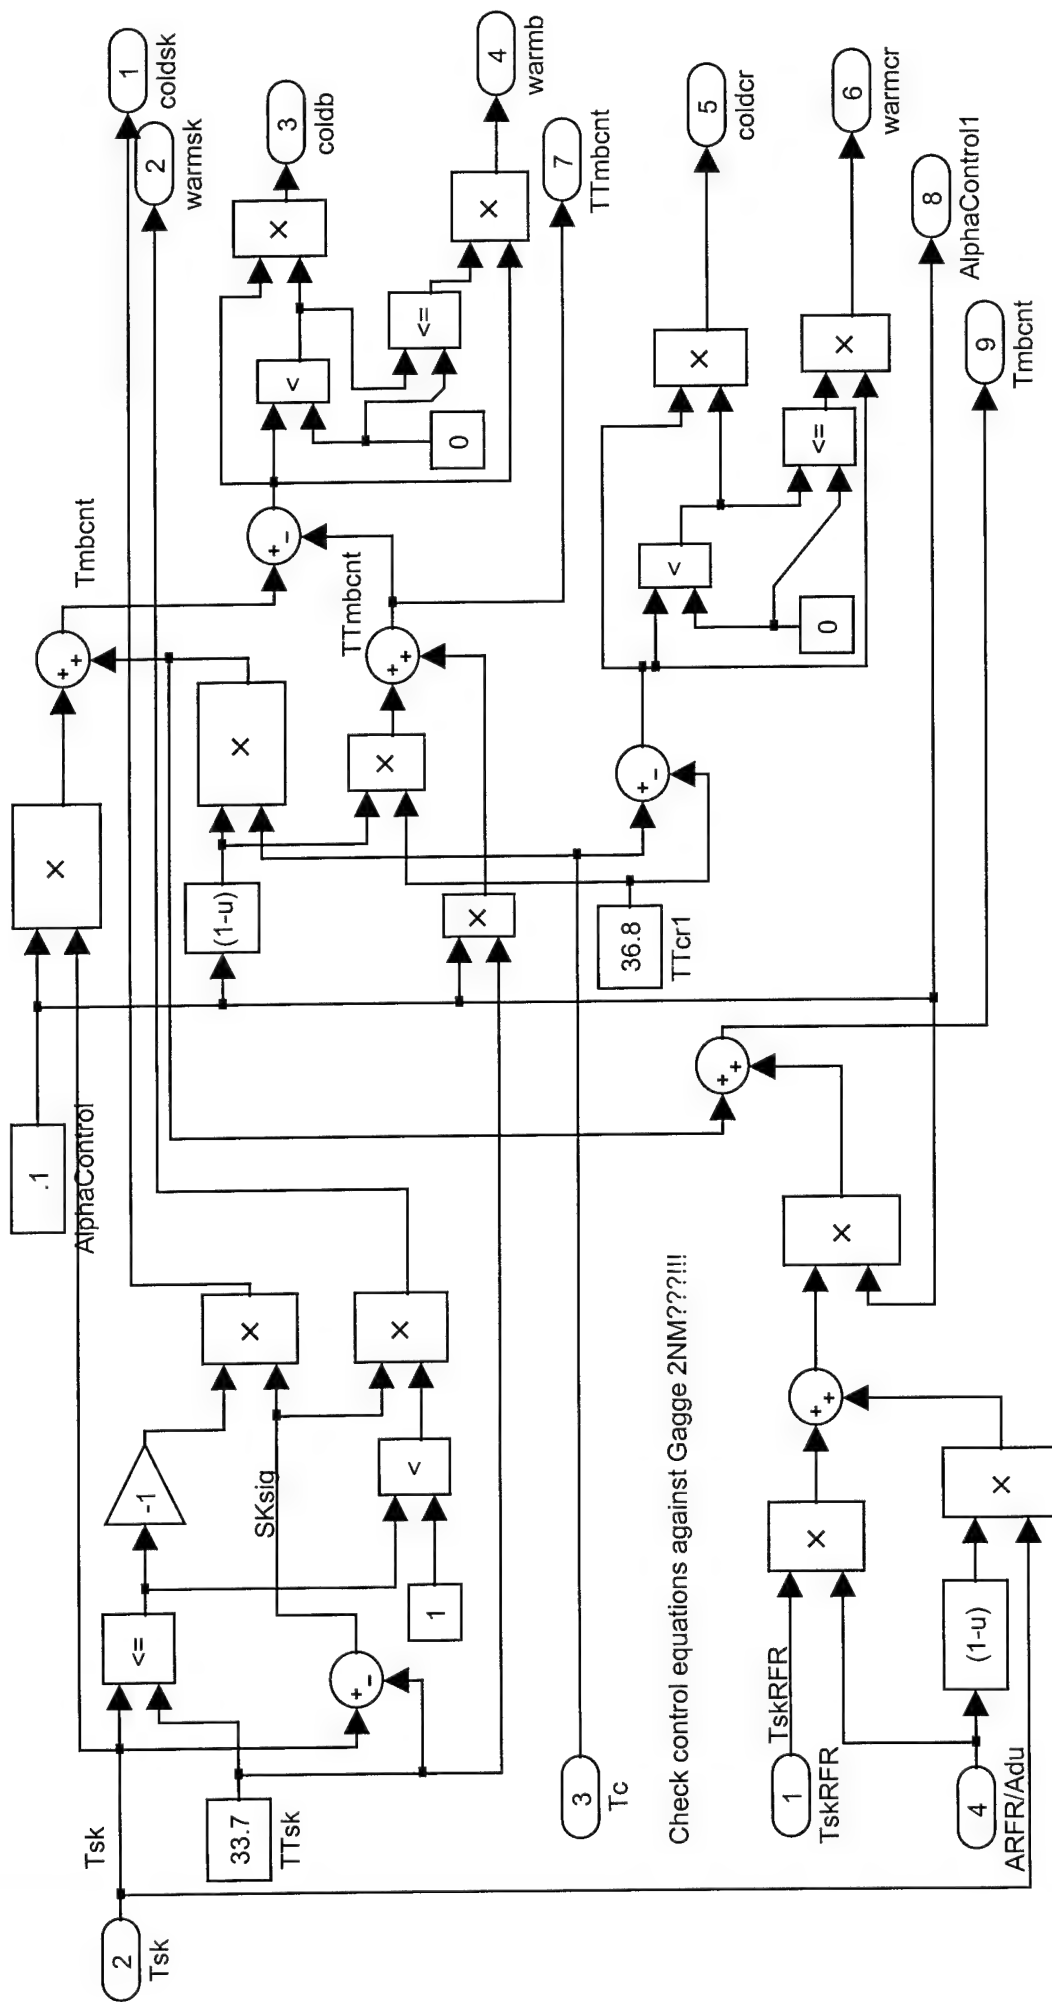 .1
AlphaControl
×
+
+
Tmbcnt
Tsk
2
Tsk
<=
-1
1
coldsk
2
warmsk
33.7
TTsk
×
(1-u)
×
+
-
<
×
3
coldb
SKsig
+
-
1
<
×
×
×
TTmbcnt
+
+
0
<=
×
4
warmb
7
TTmbcnt
3
Tc
36.8
TTcr1
+
-
<
×
5
coldcr
Check control equations against Gagge 2NM???!!!
+
+
0
<=
×
6
warmcr
TskRFR
1
TskRFR
×
+
+
×
8
AlphaControl1
4
ARFR/Adu
(1-u)
×
9
Tmbcnt